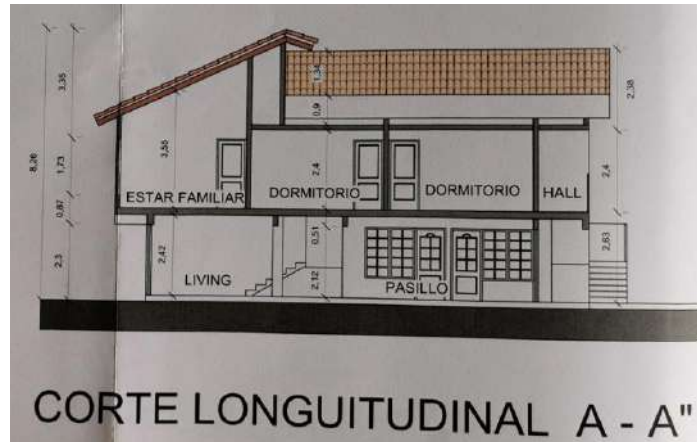 3,35
1,34
2,38
0,9
3,55
8,26
1,73
2,4
2,4
ESTAR FAMILIAR
DORMITORIO
DORMITORIO
HALL
0,87
0,51
2,63
2,42
2,3
LIVING
2,12
PASILLO
CORTE LONGUITUDINAL A - A"